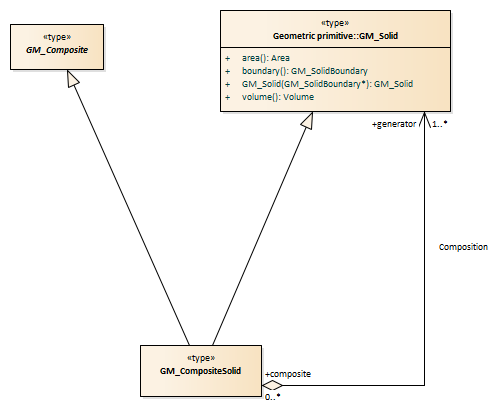 «type»
GM_Composite
«type»
Geometric primitive::GM_Solid
+ area(): Area
+ boundary(): GM_SolidBoundary
+ GM_Solid(GM_SolidBoundary*): GM_Solid
+ volume(): Volume
+generator 1..*
Composition
«type»
GM_CompositeSolid
+composite
0..*